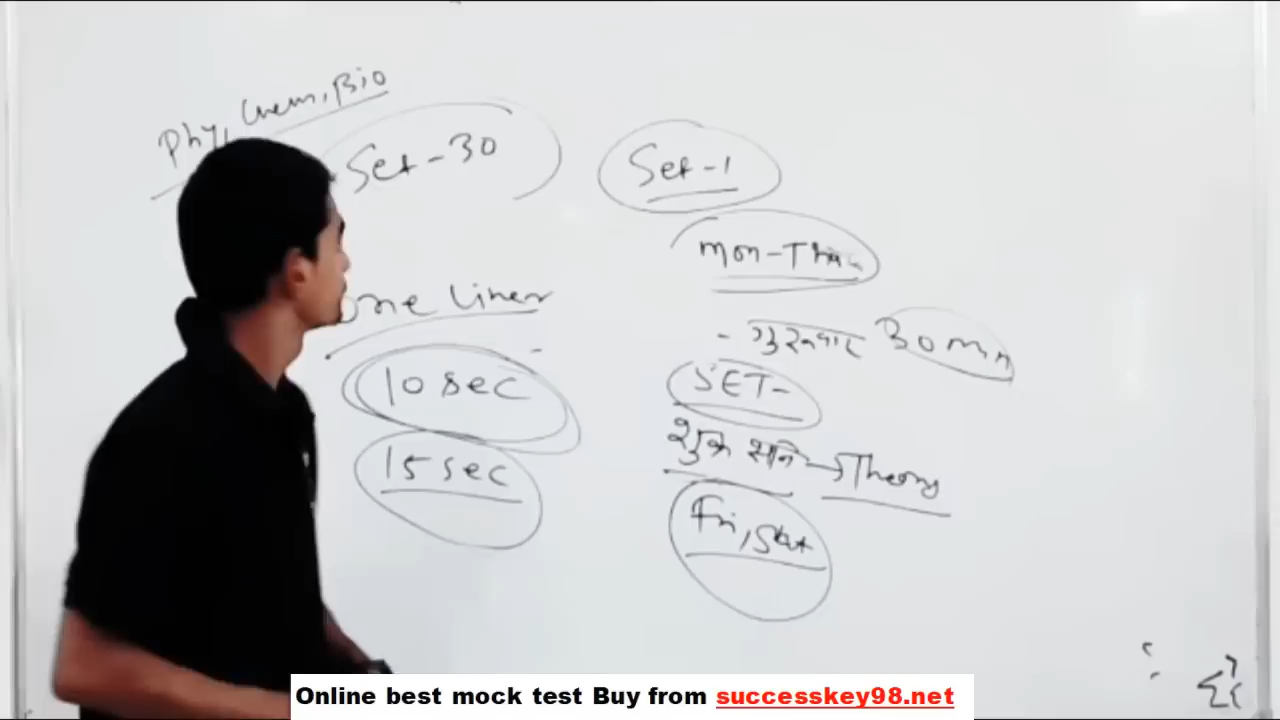 Phy, Chem, Bio
Set-30
Set-1
Mon-Thu
One liner
- गुरुवार 30 Min
10 sec
SET-
शुक्र शनि → Theory
15 sec
Fri, Sat
Online best mock test Buy from successkey98.net